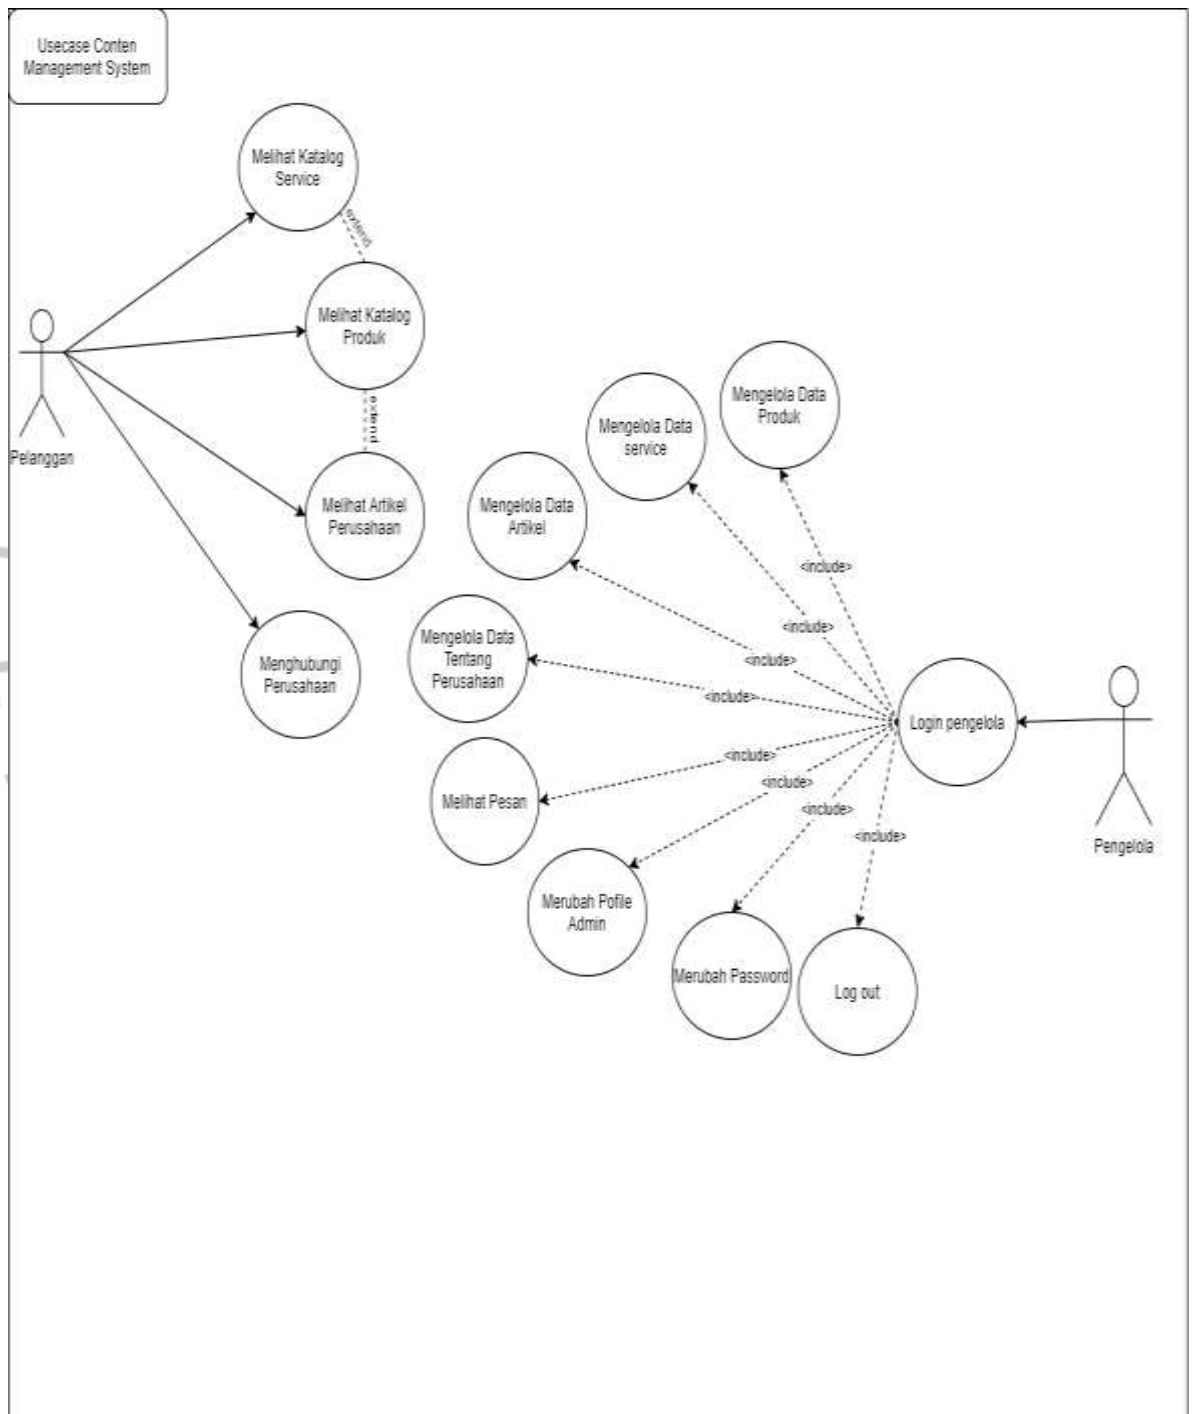 Usecase Conten
Management System
Melihat Katalog
Service
extend
Melihat Katalog
Produk
extend
Pelanggan
Melihat Artikel
Perusahaan
Menghubungi
Perusahaan
Mengelola Data
Produk
Mengelola Data
service
Mengelola Data
Artikel
Mengelola Data
Tentang
Perusahaan
Melihat Pesan
Merubah Pofile
Admin
Merubah Password
Log out
<include>
<include>
<include>
<include>
<include>
<include>
<include>
<include>
Login pengelola
Pengelola